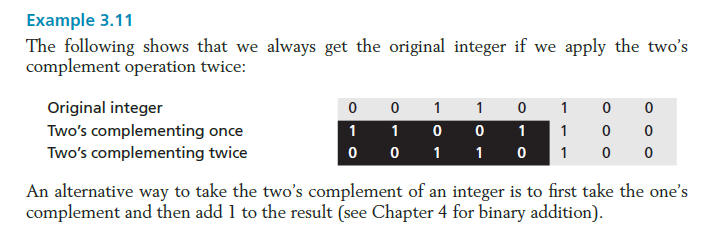 Example 3.11
The following shows that we always get the original integer if we apply the two's
complement operation twice:
Original integer 0 0 1 1 0 1 0 0
Two's complementing once 1 1 0 0 1 1 0 0
Two's complementing twice 0 0 1 1 0 1 0 0
An alternative way to take the two's complement of an integer is to first take the one's
complement and then add 1 to the result (see Chapter 4 for binary addition).